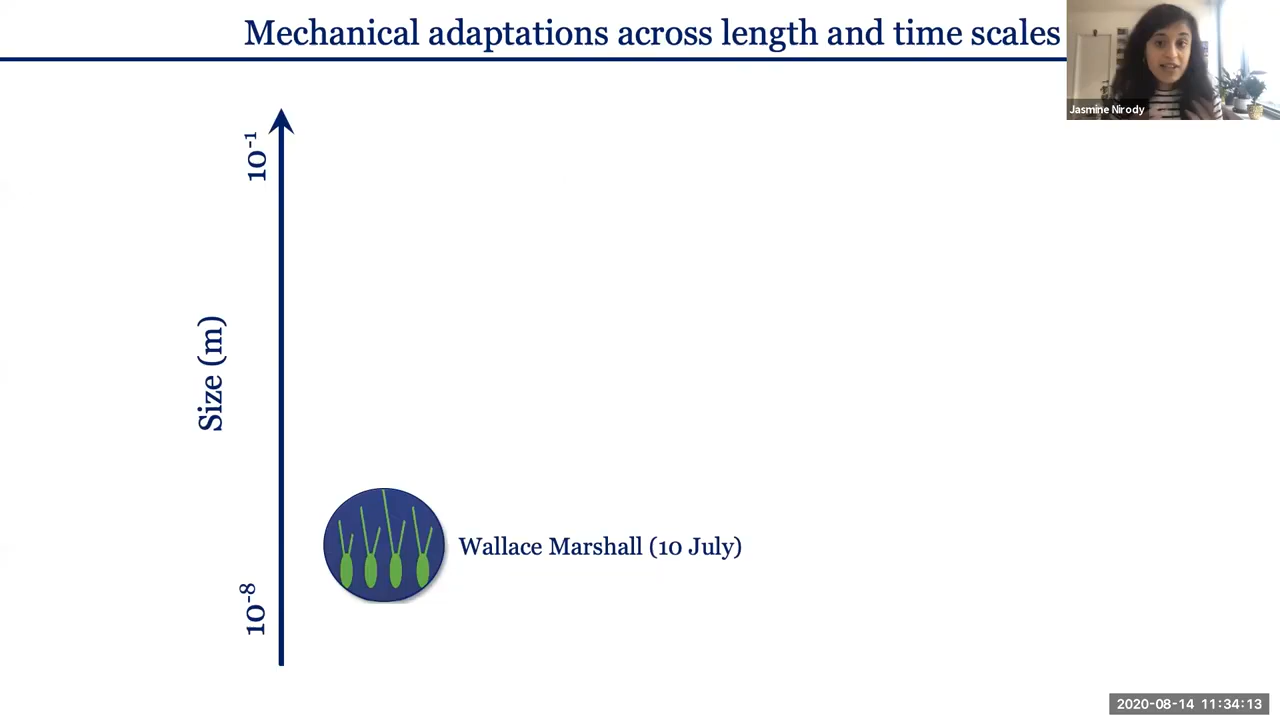 Mechanical adaptations across length and time scales
Jasmine Nirody
10⁻¹
Size (m)
Wallace Marshall (10 July)
10⁻⁸
2020-08-14 11:34:13